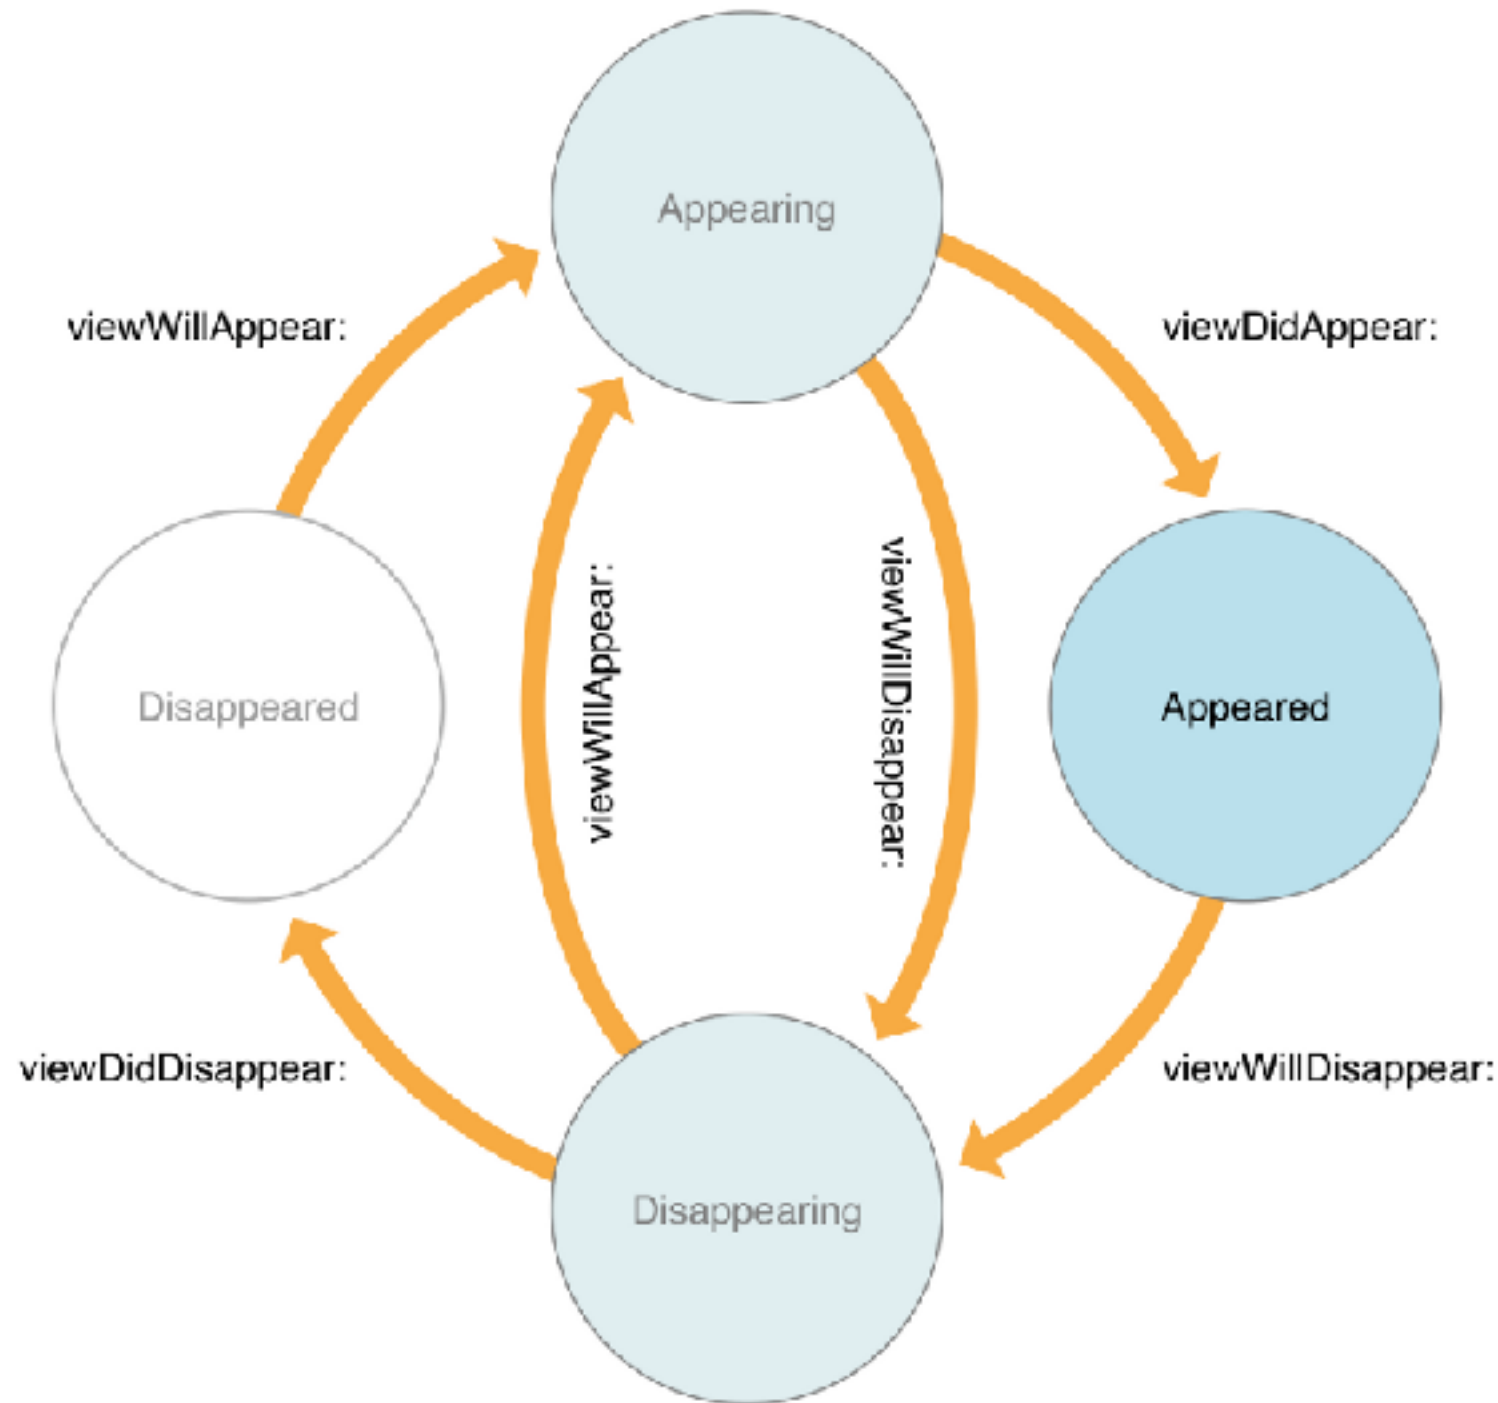 Appearing
viewWillAppear:
viewDidAppear:
viewWillAppear:
viewWillDisappear:
Disappeared
Appeared
viewDidDisappear:
viewWillDisappear:
Disappearing